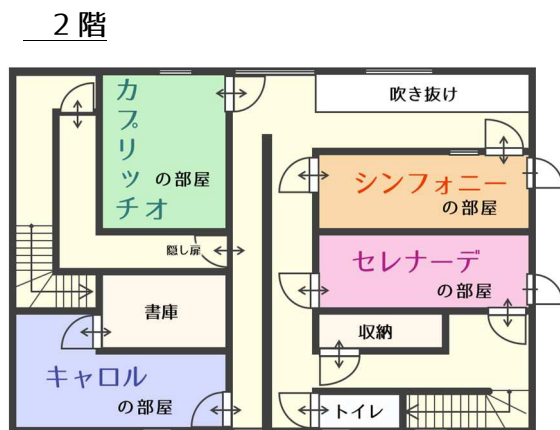 ２階
吹き抜け
カプリッチオ
の部屋
シンフォニー
の部屋
隠し扉
セレナーデ
の部屋
書庫
収納
キャロル
の部屋
トイレ